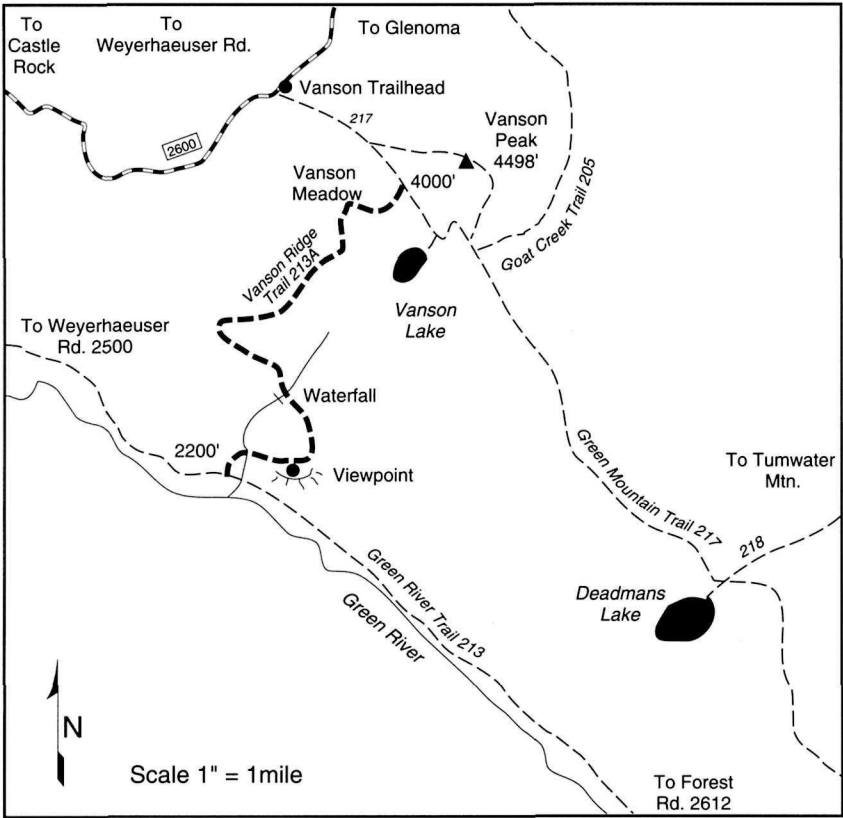 To
Castle
Rock
To
Weyerhaeuser Rd.
To Glenoma
Vanson Trailhead
2600
217
Vanson
Peak
4498'
Vanson
Meadow
4000'
Goat Creek Trail 205
Vanson Ridge
Trail 213A
Vanson
Lake
To Weyerhaeuser
Rd. 2500
Waterfall
2200'
Viewpoint
Green Mountain Trail 217
To Tumwater
Mtn.
218
Deadmans
Lake
Green River Trail 213
Green River
N
Scale 1" = 1mile
To Forest
Rd. 2612